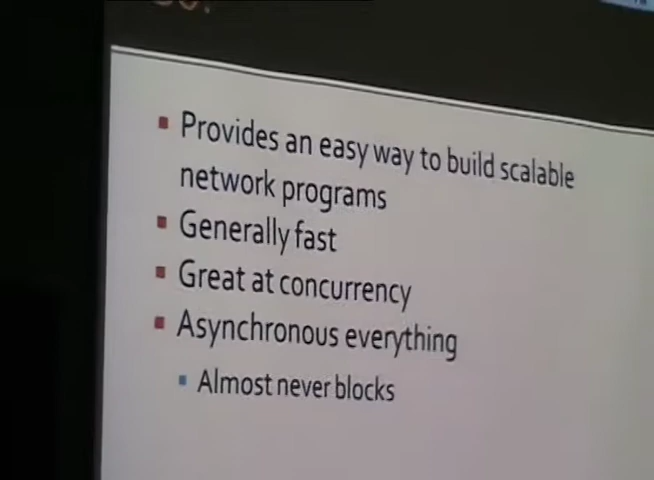 Provides an easy way to build scalable
network programs
Generally fast
Great at concurrency
Asynchronous everything
Almost never blocks